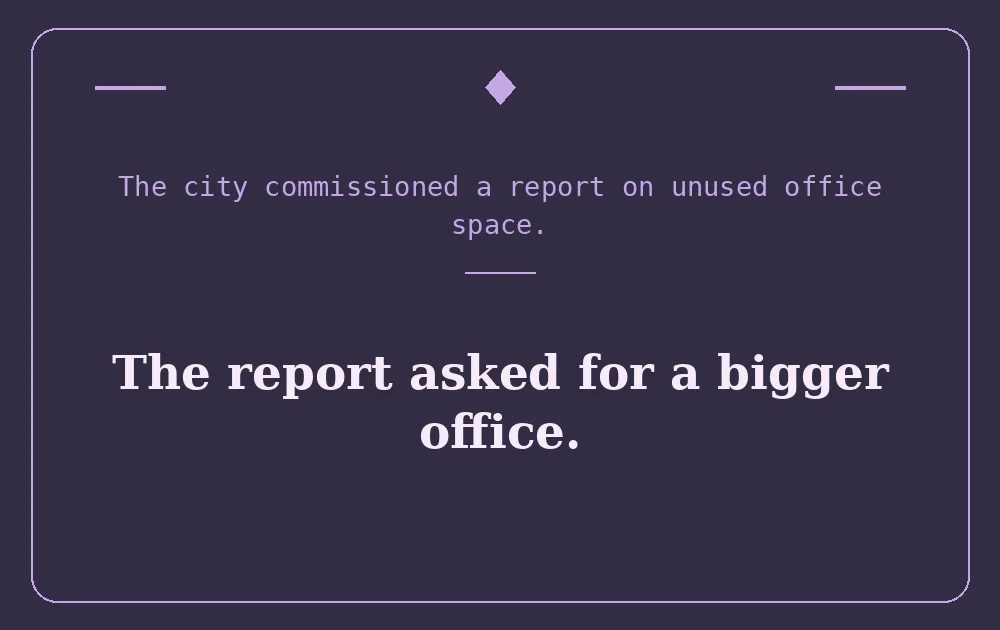 The city commissioned a report on unused office
space.
The report asked for a bigger
office.